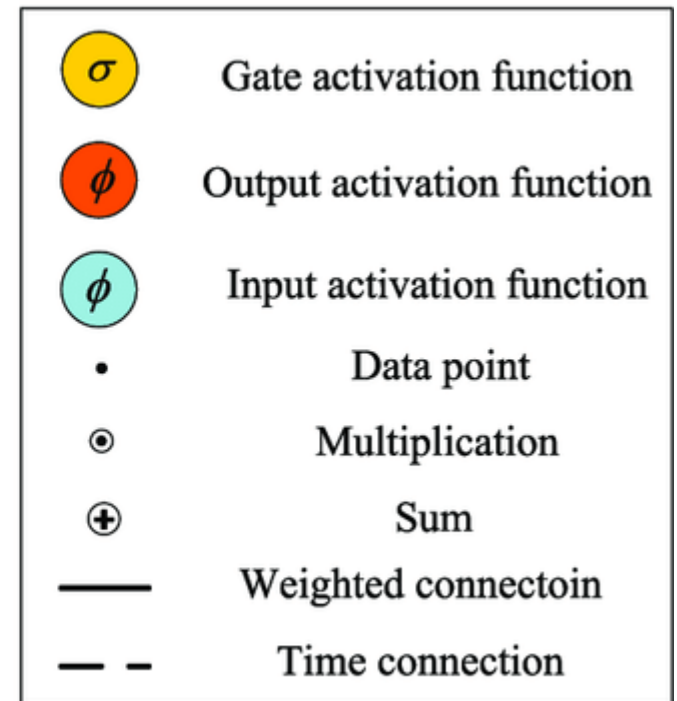 σ Gate activation function
ϕ Output activation function
ϕ Input activation function
Data point
Multiplication
Sum
Weighted connectoin
Time connection